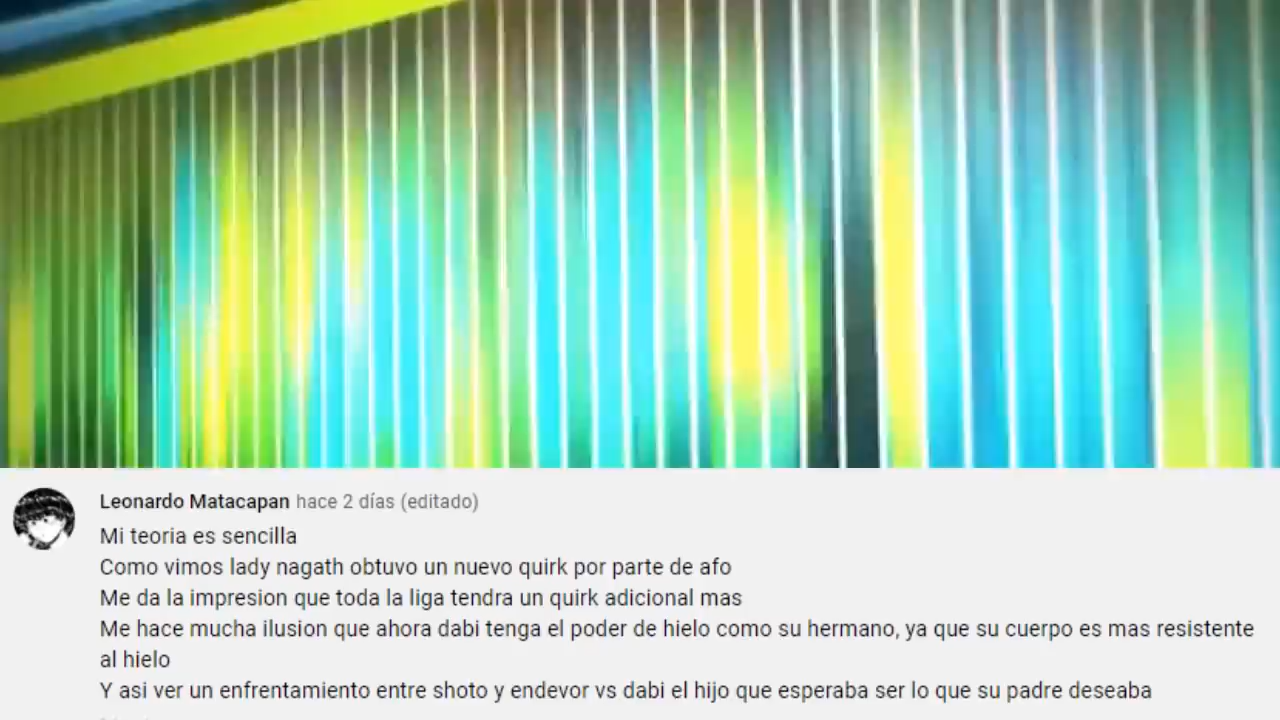 Leonardo Matacapan hace 2 días (editado)
Mi teoria es sencilla
Como vimos lady nagath obtuvo un nuevo quirk por parte de afo
Me da la impresion que toda la liga tendra un quirk adicional mas
Me hace mucha ilusion que ahora dabi tenga el poder de hielo como su hermano, ya que su cuerpo es mas resistente
al hielo
Y asi ver un enfrentamiento entre shoto y endevor vs dabi el hijo que esperaba ser lo que su padre deseaba